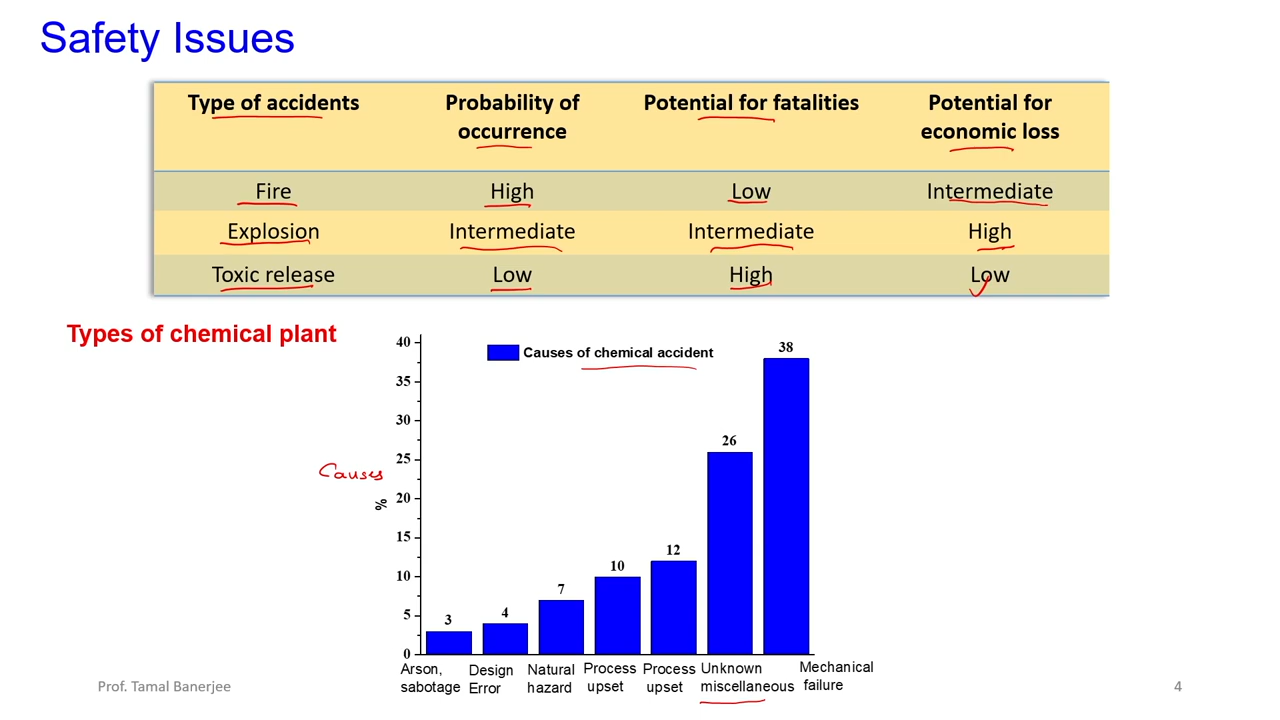 Safety Issues
Type of accidents Probability of occurrence Potential for fatalities Potential for economic loss
Fire High Low Intermediate
Explosion Intermediate Intermediate High
Toxic release Low High Low
Types of chemical plant
Causes of chemical accident
Causes
%
40
35
30
25
20
15
10
5
0
3 4 7 10 12 26 38
Arson, sabotage Design Error Natural hazard Process upset Process upset Unknown miscellaneous Mechanical failure
Prof. Tamal Banerjee 4